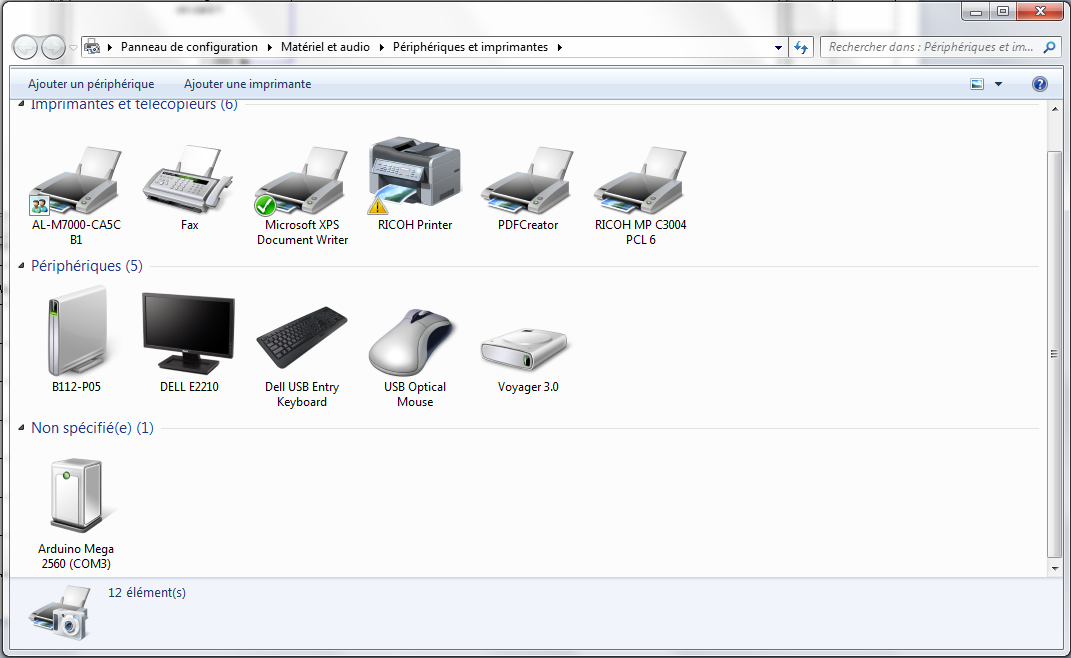 Panneau de configuration Matériel et audio Périphériques et imprimantes
Rechercher dans : Périphériques et im...
Ajouter un périphérique Ajouter une imprimante
Imprimantes et télécopieurs (6)
AL-M7000-CA5C
B1
Fax
Microsoft XPS
Document Writer
RICOH Printer
PDFCreator
RICOH MP C3004
PCL 6
Périphériques (5)
B112-P05
DELL E2210
Dell USB Entry
Keyboard
USB Optical
Mouse
Voyager 3.0
Non spécifié(e) (1)
Arduino Mega
2560 (COM3)
12 élément(s)